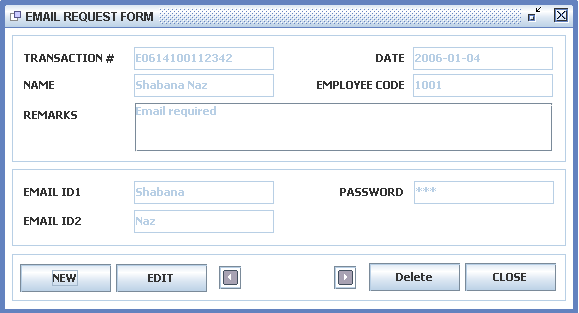 EMAIL REQUEST FORM
TRANSACTION # E0614100112342 DATE 2006-01-04
NAME Shabana Naz EMPLOYEE CODE 1001
REMARKS Email required
EMAIL ID1 Shabana PASSWORD ***
EMAIL ID2 Naz
NEW EDIT Delete CLOSE